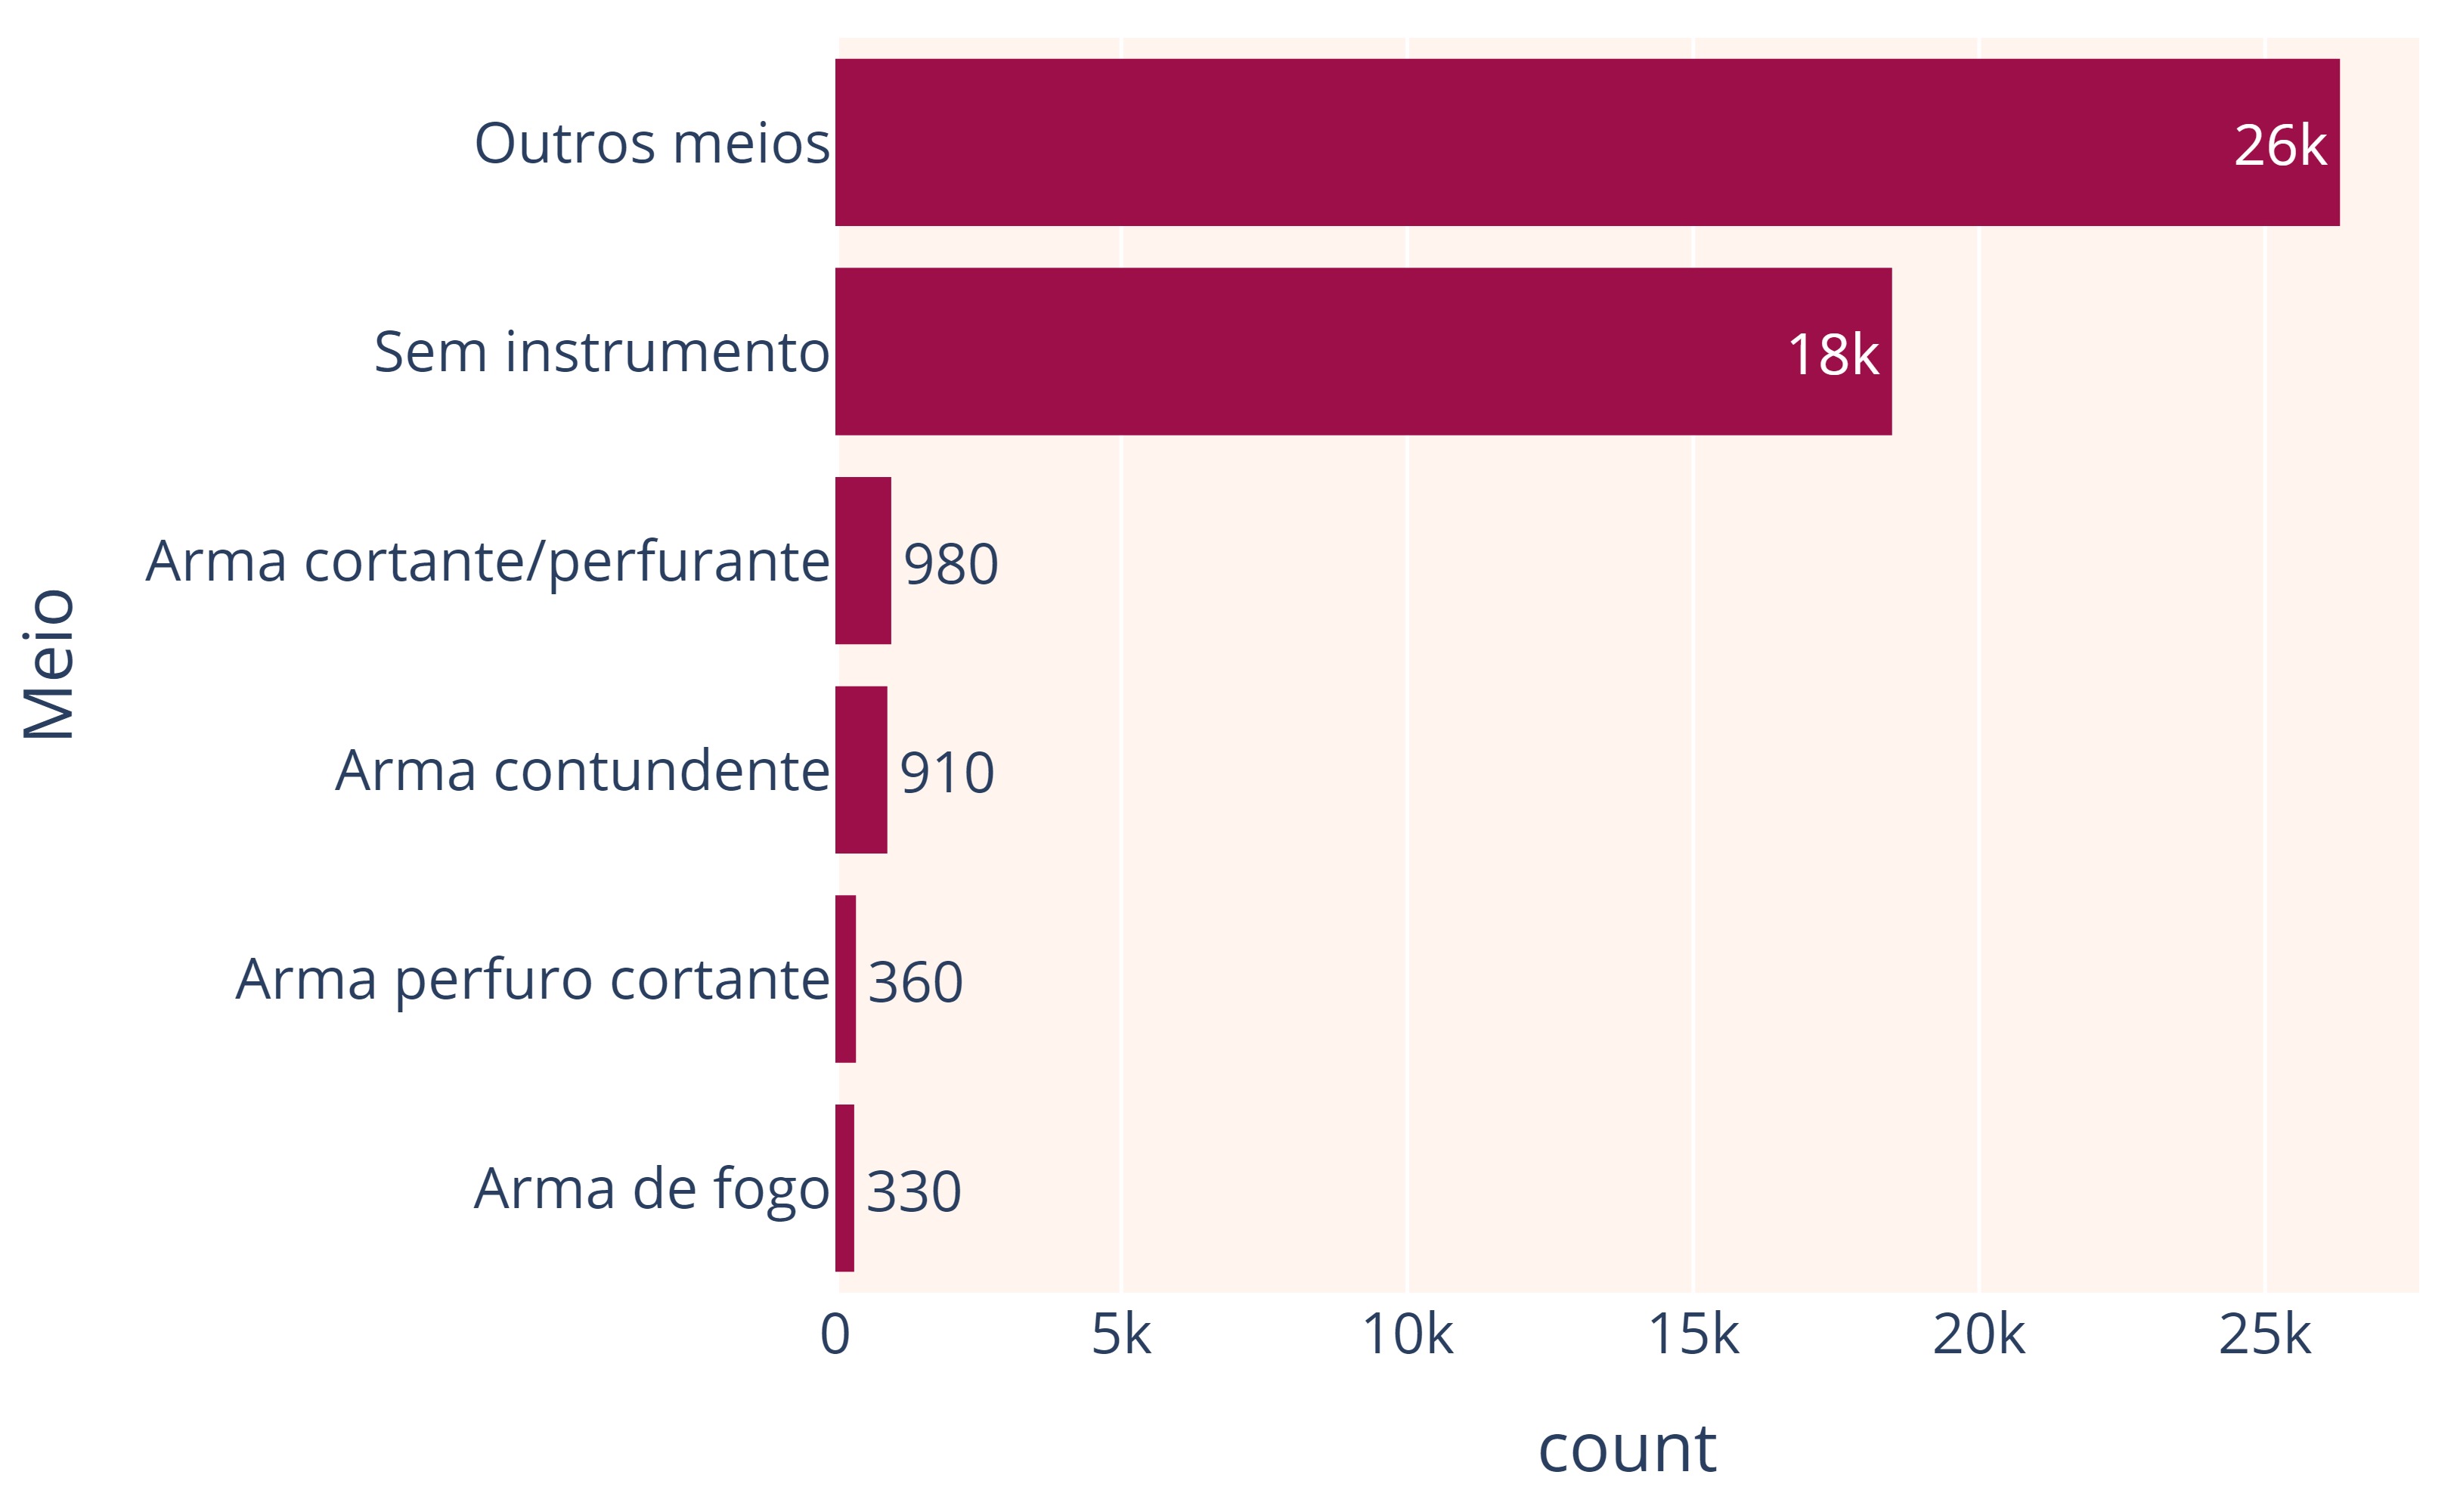 Meio
Outros meios 26k
Sem instrumento 18k
Arma cortante/perfurante 980
Arma contundente 910
Arma perfuro cortante 360
Arma de fogo 330
0 5k 10k 15k 20k 25k
count